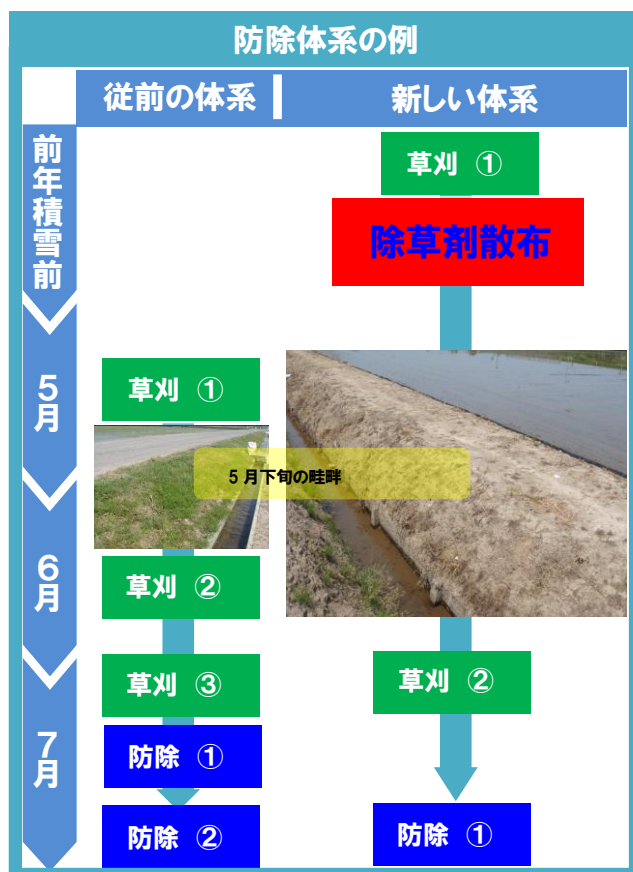 防除体系の例
従前の体系
新しい体系
前年積雪前
草刈 ①
除草剤散布
5月
草刈 ①
5月下旬の畦畔
6月
草刈 ②
草刈 ③
草刈 ②
7月
防除 ①
防除 ②
防除 ①